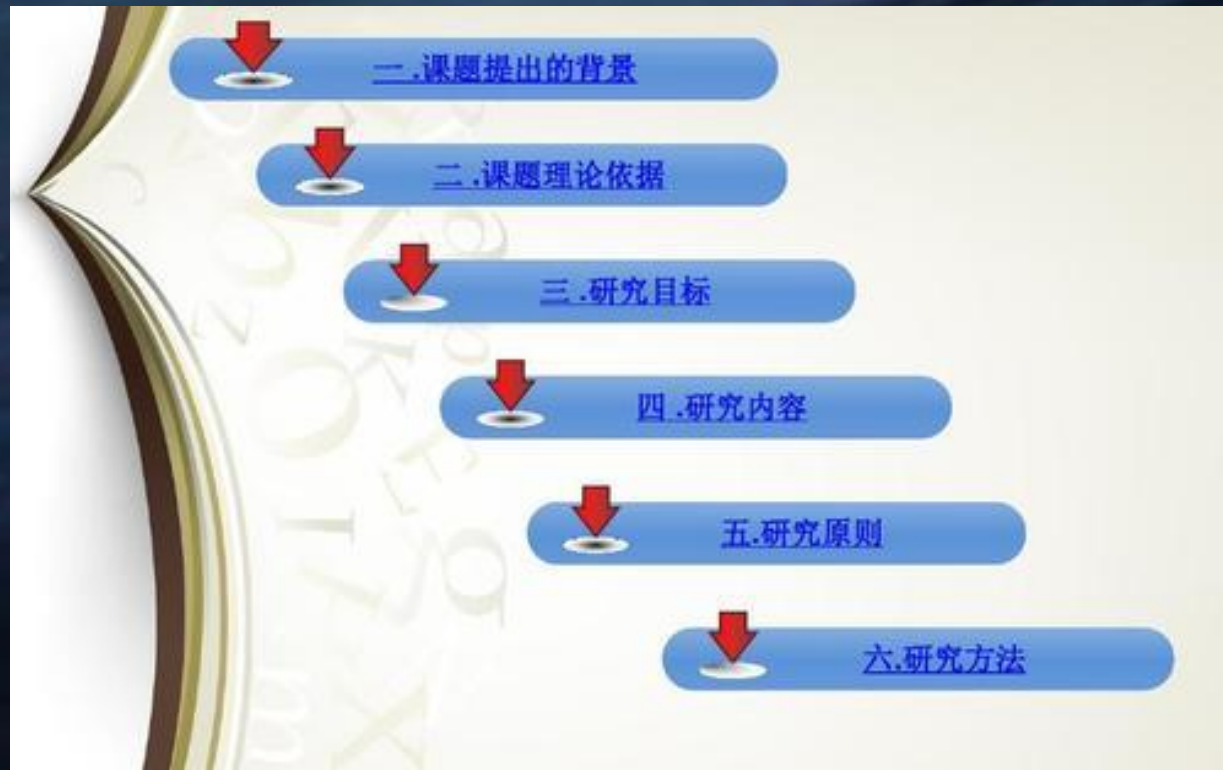 一 .课题提出的背景
二 .课题理论依据
三 .研究目标
四 .研究内容
五.研究原则
六.研究方法